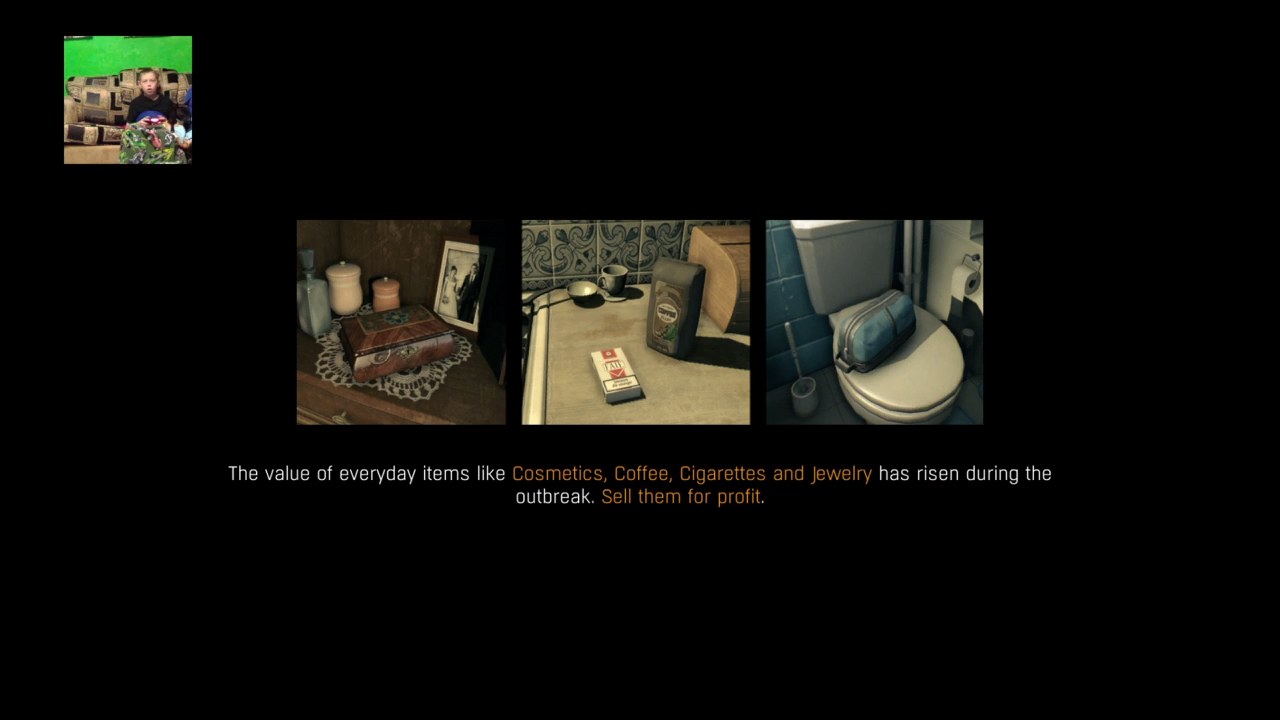 The value of everyday items like Cosmetics, Coffee, Cigarettes and Jewelry has risen during the
outbreak. Sell them for profit.